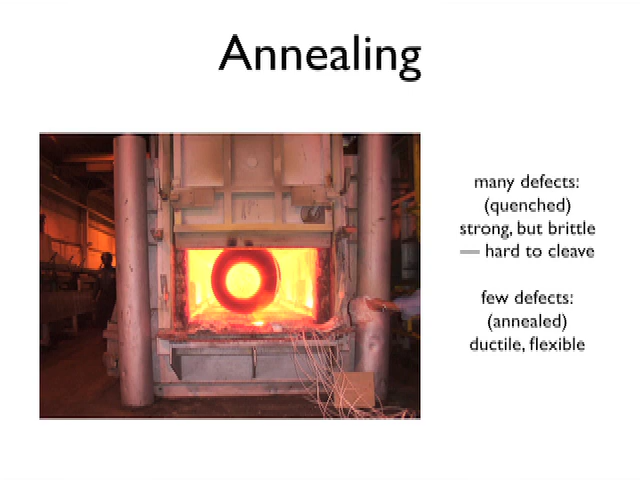 Annealing
many defects:
(quenched)
strong, but brittle
— hard to cleave
few defects:
(annealed)
ductile, flexible